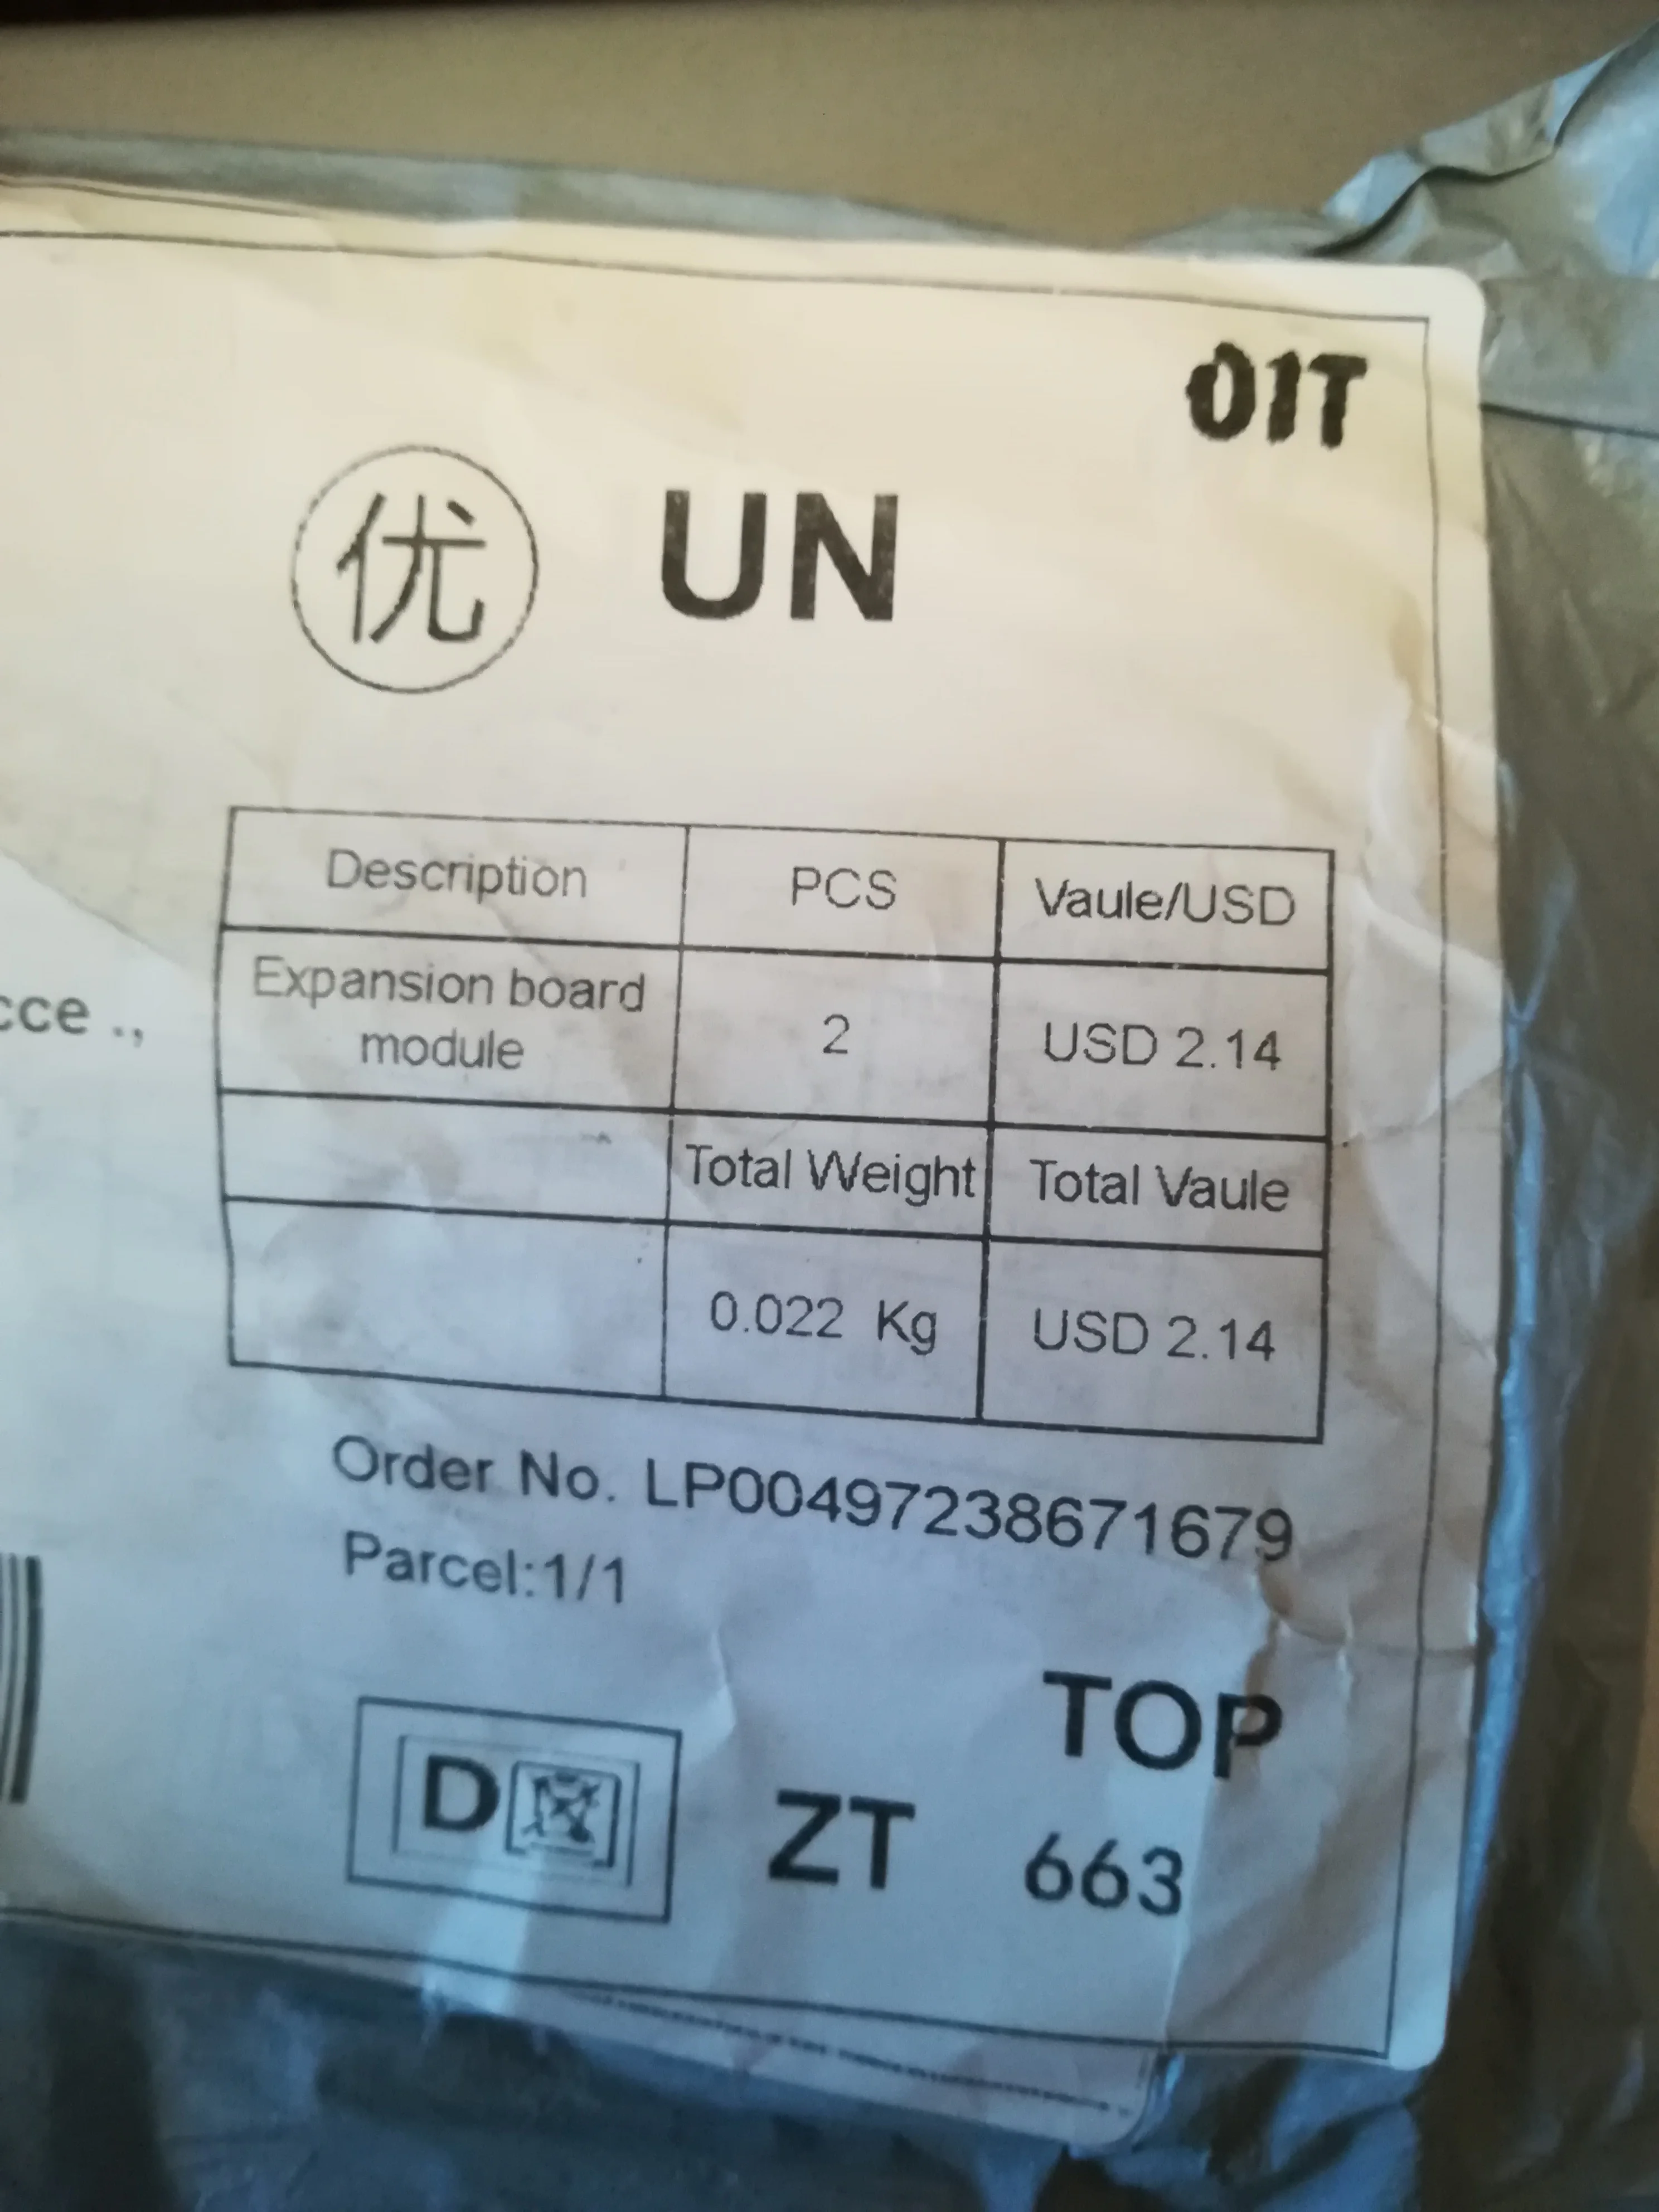 01T
优 UN
Description PCS Vaule/USD
Expansion board
module 2 USD 2.14
cce .,
Total Weight Total Vaule
0.022 Kg USD 2.14
Order No. LP00497238671679
Parcel:1/1
TOP
D ZT 663